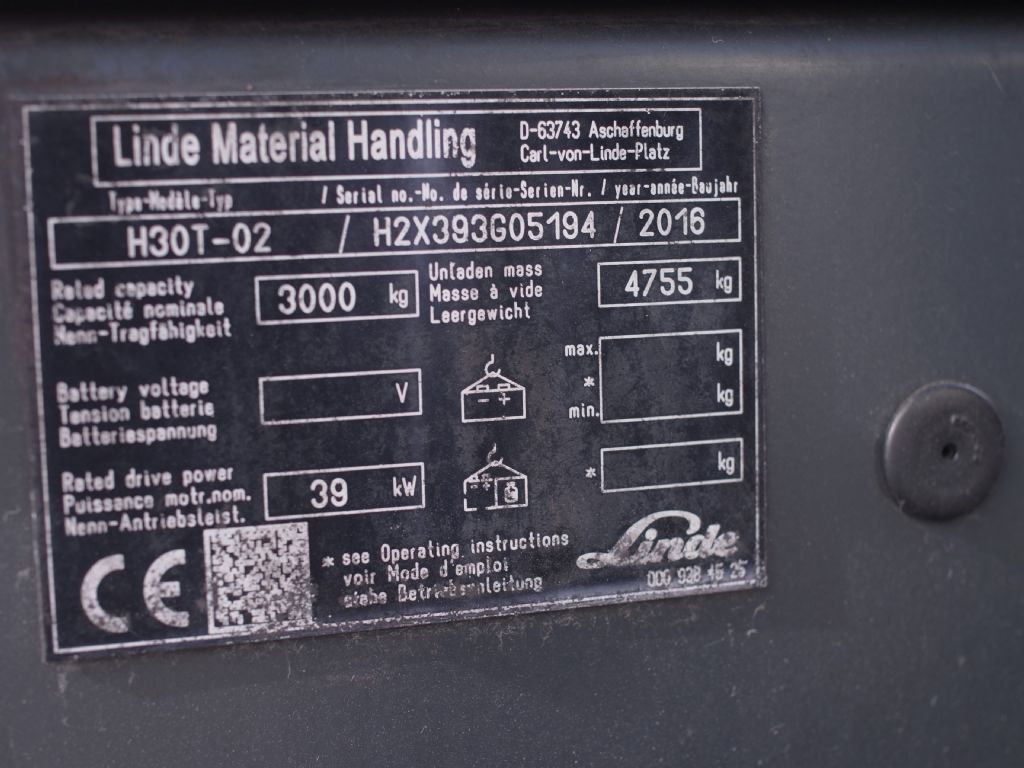 Linde Material Handling
D-63743 Aschaffenburg
Carl-von-Linde-Platz
Type-Modèle-Typ / Serial no.-No. de série-Serien-Nr. / year-année-Baujahr
H30T-02 / H2X393G05194 / 2016
Rated capacity
Capacité nominale
Nenn-Tragfähigkeit
3000 kg
Unladen mass
Masse à vide
Leergewicht
4755 kg
Battery voltage
Tension batterie
Batteriespannung
V
max. kg
*
min. kg
- +
Rated drive power
Puissance motr.nom.
Nenn-Antriebsleist.
39 kW
* kg
CE
* see Operating instructions
voir Mode d'emploi
siehe Betriebsanleitung
Linde
000 938 15 25